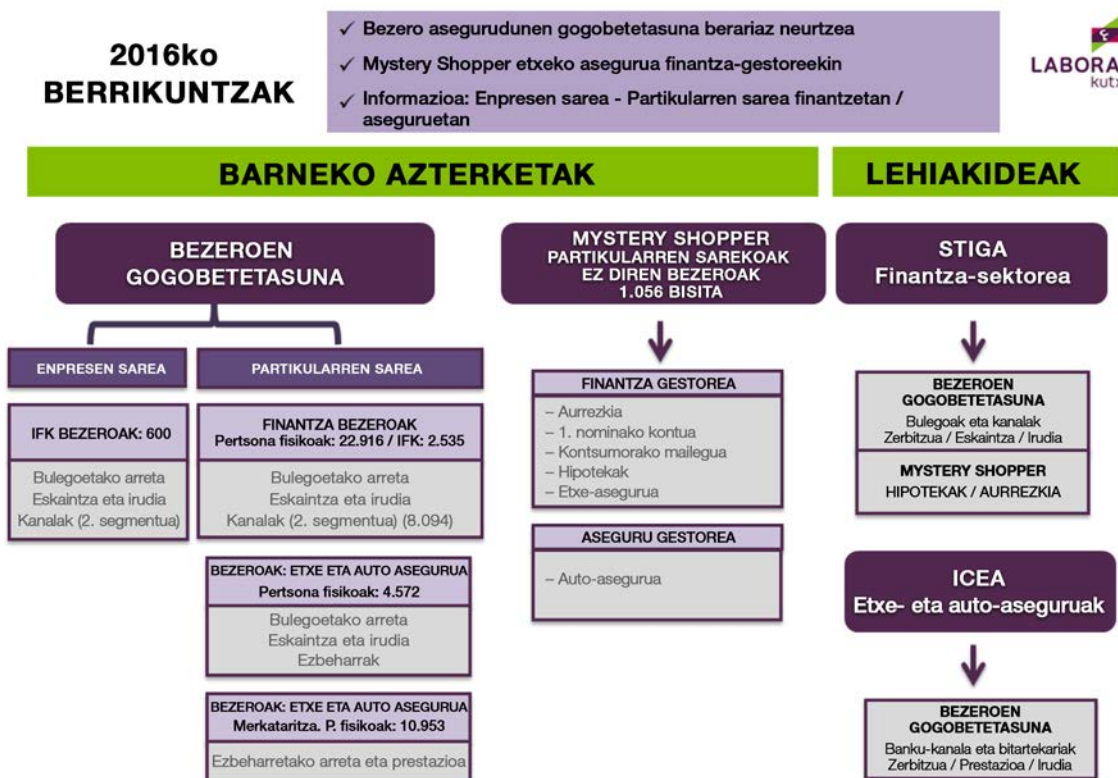 2016ko
BERRIKUNTZAK
✓ Bezero asegurudunen gogobetetasuna berariaz neurtzea
✓ Mystery Shopper etxeko asegurua finantza-gestoreekin
✓ Informazioa: Enpresen sarea - Partikularren sarea finantzetan /
aseguruetan
BARNEKO AZTERKETAK
BEZEROEN
GOGOBETETASUNA
ENPRESEN SAREA
IFK BEZEROAK: 600
Bulegoetako arreta
Eskaintza eta irudia
Kanalak (2. segmentua)
PARTIKULARREN SAREA
FINANTZA BEZEROAK
Pertsona fisikoak: 22.916 / IFK: 2.535
Bulegoetako arreta
Eskaintza eta irudia
Kanalak (2. segmentua) (8.094)
BEZEROAK: ETXE ETA AUTO ASEGURUA
Pertsona fisikoak: 4.572
Bulegoetako arreta
Eskaintza eta irudia
Ezbeharrak
BEZEROAK: ETXE ETA AUTO ASEGURUA
Merkataritza. P. fisikoak: 10.953
Ezbeharretako arreta eta prestazioa
MYSTERY SHOPPER
PARTIKULARREN SAREKOAK
EZ DIREN BEZEROAK
1.056 BISITA
FINANTZA GESTOREA
– Aurrezkia
– 1. nominako kontua
– Kontsumorako mailegua
– Hipotekak
– Etxe-asegurua
ASEGURU GESTOREA
– Auto-asegurua
LEHIAKIDEAK
STIGA
Finantza-sektorea
BEZEROEN
GOGOBETETASUNA
Bulegoak eta kanalak
Zerbitzua / Eskaintza / Irudia
MYSTERY SHOPPER
HIPOTEKAK / AURREZKIA
ICEA
Etxe- eta auto-aseguruak
BEZEROEN
GOGOBETETASUNA
Banku-kanala eta bitartekariak
Zerbitzua / Prestazioa / Irudia